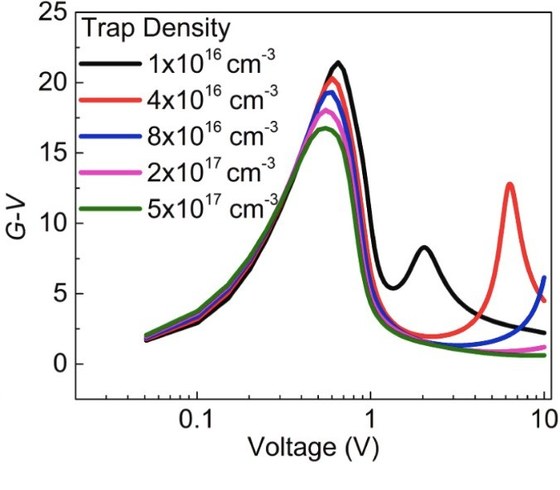 25
20
15
10
5
0
G-V
Trap Density
1x10¹⁶ cm⁻³
4x10¹⁶ cm⁻³
8x10¹⁶ cm⁻³
2x10¹⁷ cm⁻³
5x10¹⁷ cm⁻³
0.1 1 10
Voltage (V)